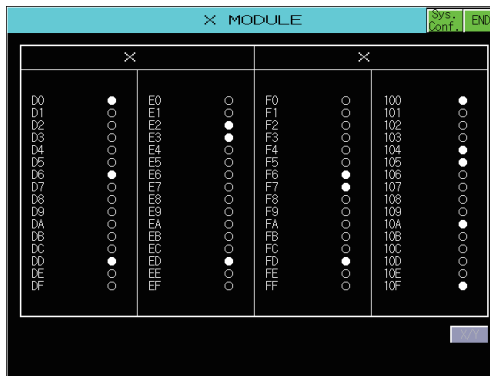 X MODULE
Sys. Conf.
END
X X
D0 E0 F0 100
D1 E1 F1 101
D2 E2 F2 102
D3 E3 F3 103
D4 E4 F4 104
D5 E5 F5 105
D6 E6 F6 106
D7 E7 F7 107
D8 E8 F8 108
D9 E9 F9 109
DA EA FA 10A
DB EB FB 10B
DC EC FC 10C
DD ED FD 10D
DE EE FE 10E
DF EF FF 10F
X/Y